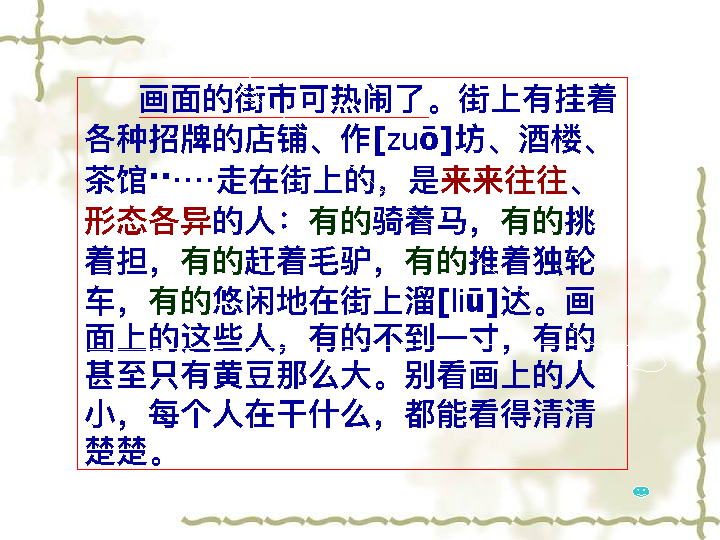 画面的街市可热闹了。街上有挂着
各种招牌的店铺、作[zuō]坊、酒楼、
茶馆······走在街上的，是来来往往、
形态各异的人：有的骑着马，有的挑
着担，有的赶着毛驴，有的推着独轮
车，有的悠闲地在街上溜[liū]达。画
面上的这些人，有的不到一寸，有的
甚至只有黄豆那么大。别看画上的人
小，每个人在干什么，都能看得清清
楚楚。